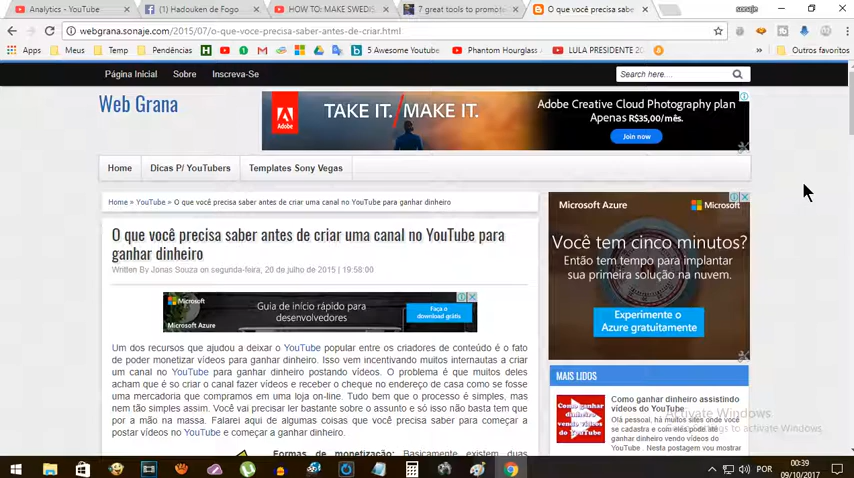 Analytics - YouTube
(1) Hadouken de Fogo
HOW TO: MAKE SWEDIS
7 great tools to promote
O que você precisa sabe
sonaje
webgrana.sonaje.com/2015/07/o-que-voce-precisa-saber-antes-de-criar.html
Apps
Meus
Temp
Pendências
5 Awesome Youtube
Phantom Hourglass
LULA PRESIDENTE 20
Outros favoritos
Página Inicial
Sobre
Inscreva-se
Search here...
Web Grana
Adobe
TAKE IT. / MAKE IT.
Adobe Creative Cloud Photography plan
Apenas R$35,00/mês.
Join now
Home
Dicas P/ YouTubers
Templates Sony Vegas
Home » YouTube » O que você precisa saber antes de criar uma canal no YouTube para ganhar dinheiro
O que você precisa saber antes de criar uma canal no YouTube para
ganhar dinheiro
Written By Jonas Souza on segunda-feira, 20 de julho de 2015 | 19:58:00
Microsoft
Guia de início rápido para
desenvolvedores
Microsoft Azure
Faça o
download grátis
Um dos recursos que ajudou a deixar o YouTube popular entre os criadores de conteúdo é o fato
de poder monetizar vídeos para ganhar dinheiro. Isso vem incentivando muitos internautas a criar
um canal no YouTube para ganhar dinheiro postando vídeos. O problema é que muitos deles
acham que é so criar o canal fazer vídeos e receber o cheque no endereço de casa como se fosse
uma mercadoria que compramos em uma loja on-line. Tudo bem que o processo é simples, mas
nem tão simples assim. Você vai precisar ler bastante sobre o assunto e só isso não basta tem que
por a mão na massa. Falarei aqui de algumas coisas que você precisa saber para começar a
postar vídeos no YouTube e começar a ganhar dinheiro.
Formas de monetização: Basicamente existem duas
Microsoft Azure
Microsoft
Você tem cinco minutos?
Então tem tempo para implantar
sua primeira solução na nuvem.
Experimente o
Azure gratuitamente
MAIS LIDOS
Como ganhar
dinheiro
vendo vídeos
do YouTube
Como ganhar dinheiro assistindo
vídeos do YouTube
Olá pessoal, há muitos sites onde você
se cadastra e com eles pode até
ganhar dinheiro vendo vídeos do
YouTube. Nesta postagem vou mostrar
Activate Windows
to activate Windows.
POR
00:39
09/10/2017